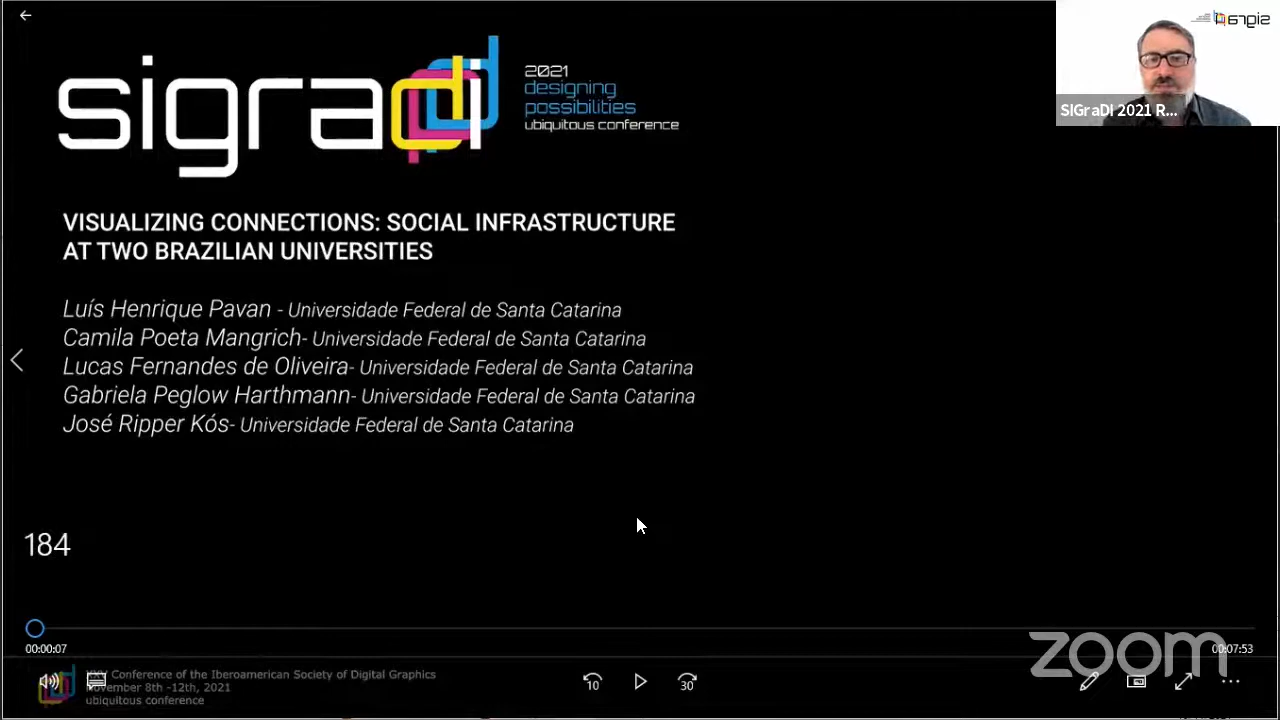 sigradi
2021
designing
possibilities
ubiquitous conference
sigradi
SIGraDI 2021 R...
VISUALIZING CONNECTIONS: SOCIAL INFRASTRUCTURE
AT TWO BRAZILIAN UNIVERSITIES
Luís Henrique Pavan - Universidade Federal de Santa Catarina
Camila Poeta Mangrich- Universidade Federal de Santa Catarina
Lucas Fernandes de Oliveira- Universidade Federal de Santa Catarina
Gabriela Peglow Harthmann- Universidade Federal de Santa Catarina
José Ripper Kós- Universidade Federal de Santa Catarina
184
00:00:07
00:07:53
zoom
XXV Conference of the Iberoamerican Society of Digital Graphics
November 8th -12th, 2021
ubiquitous conference
10
30